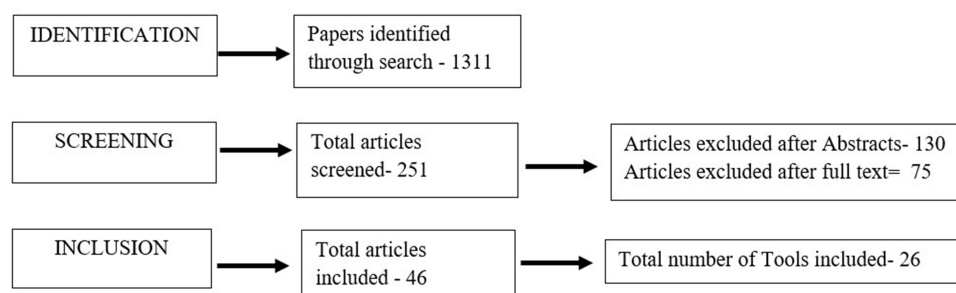 IDENTIFICATION
Papers identified
through search - 1311
SCREENING
Total articles
screened- 251
Articles excluded after Abstracts- 130
Articles excluded after full text=  75
INCLUSION
Total articles
included - 46
Total number of Tools included- 26